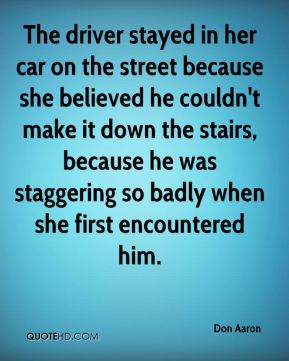 The driver stayed in her
car on the street because
she believed he couldn't
make it down the stairs,
because he was
staggering so badly when
she first encountered
him.
Don Aaron
QUOTEHD.COM